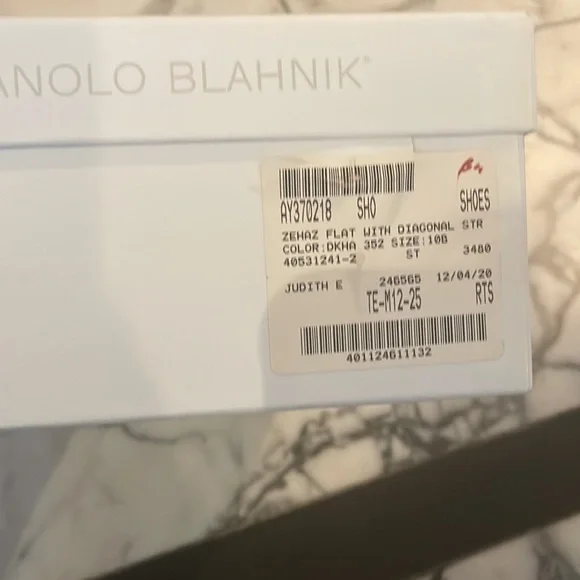 ANOLO BLAHNIK®
AY370218 SHO SHOES
ZEHAZ FLAT WITH DIAGONAL STR
COLOR:DKHA 352 SIZE:10B
40531241-2 ST 3480
JUDITH E 246565 12/04/20
TE-M12-25 RTS
401124611132